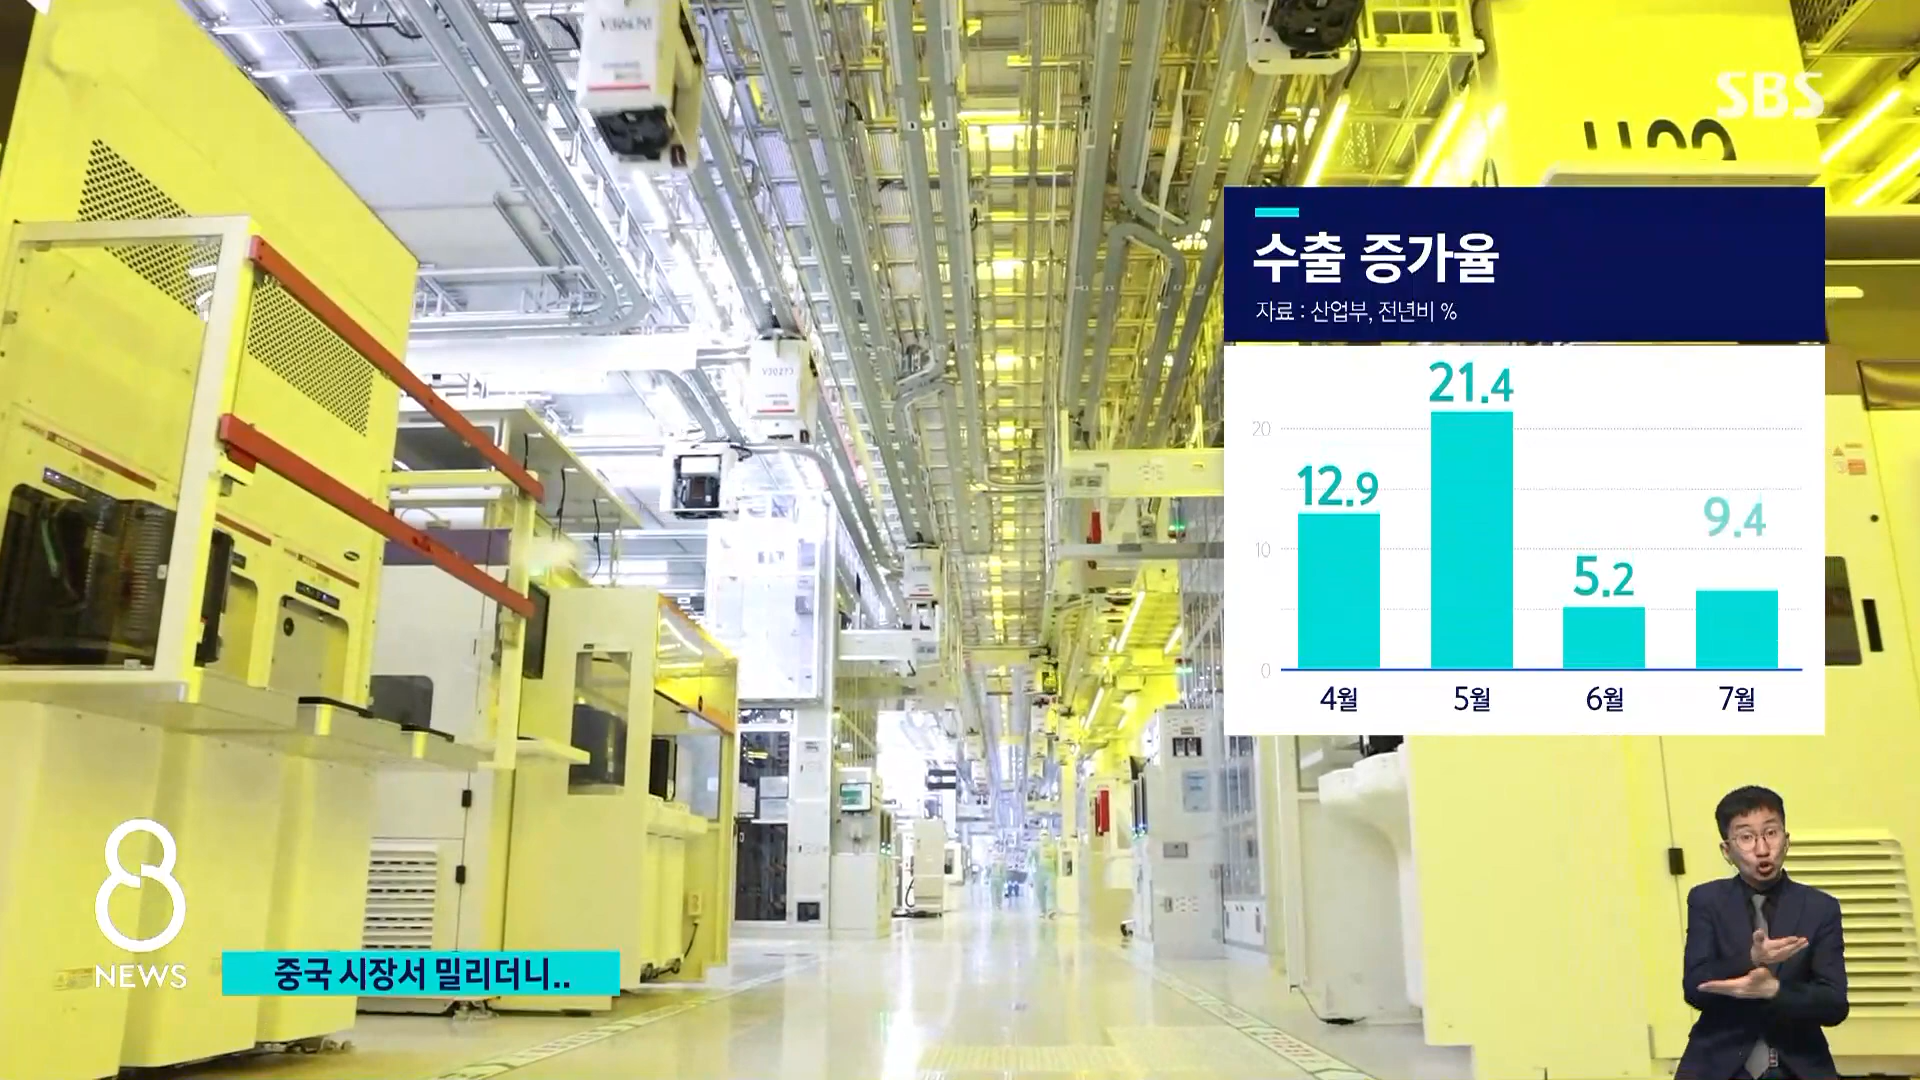 SBS
수출 증가율
자료 : 산업부, 전년비 %
20
10
0
12.9
21.4
5.2
9.4
4월
5월
6월
7월
8
NEWS
중국 시장서 밀리더니..